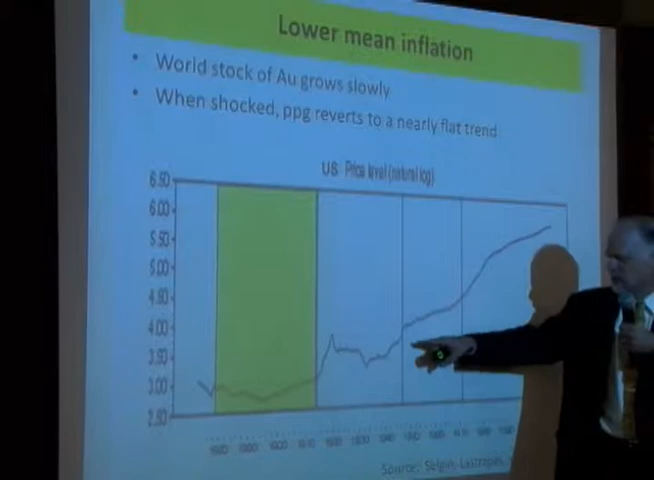 Lower mean inflation
• World stock of Au grows slowly
• When shocked, ppg reverts to a nearly flat trend
US Price level (natural log)
6.50
6.00
5.50
5.00
4.50
4.00
3.50
3.00
2.50
Source: Selgin, Lastrapes,